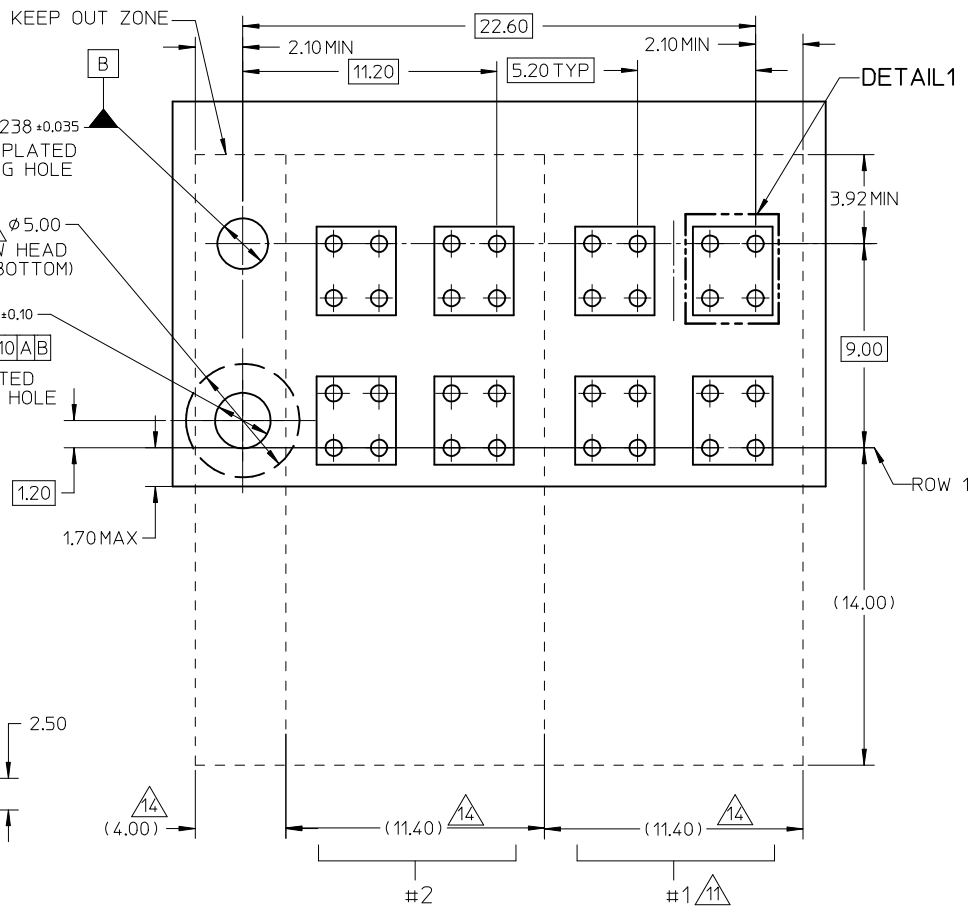 KEEP OUT ZONE
22.60
2.10 MIN
2.10 MIN
B
11.20
5.20 TYP
DETAIL1
238 ±0.035
PLATED
G HOLE
3.92 MIN
ø5.00
HEAD
BOTTOM)
±0.10
10 A B
9.00
TED
HOLE
1.20
ROW 1
1.70 MAX
(14.00)
2.50
14
14
14
(4.00)
(11.40)
(11.40)
#2
#1 11